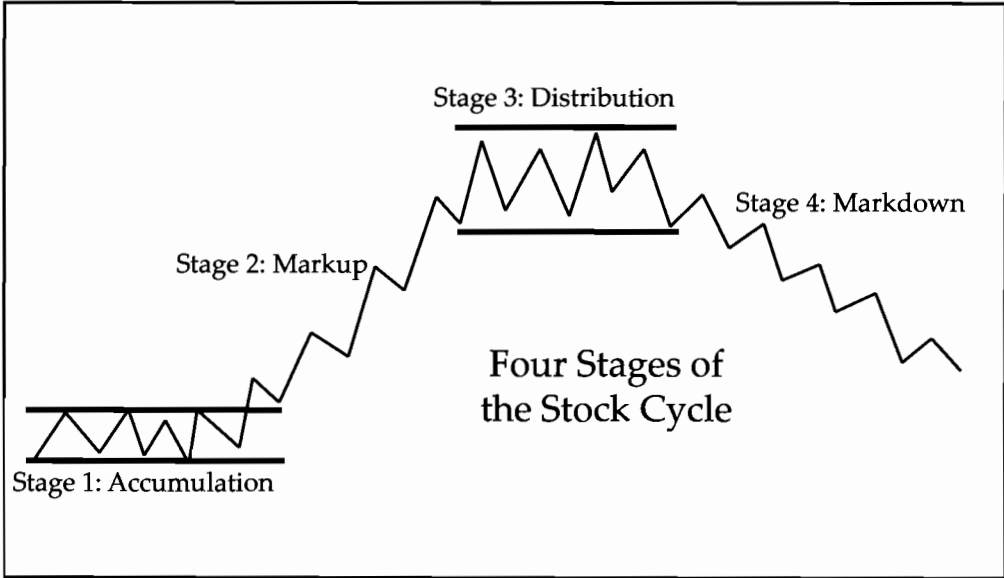 Stage 3: Distribution
Stage 4: Markdown
Stage 2: Markup
Four Stages of
the Stock Cycle
Stage 1: Accumulation